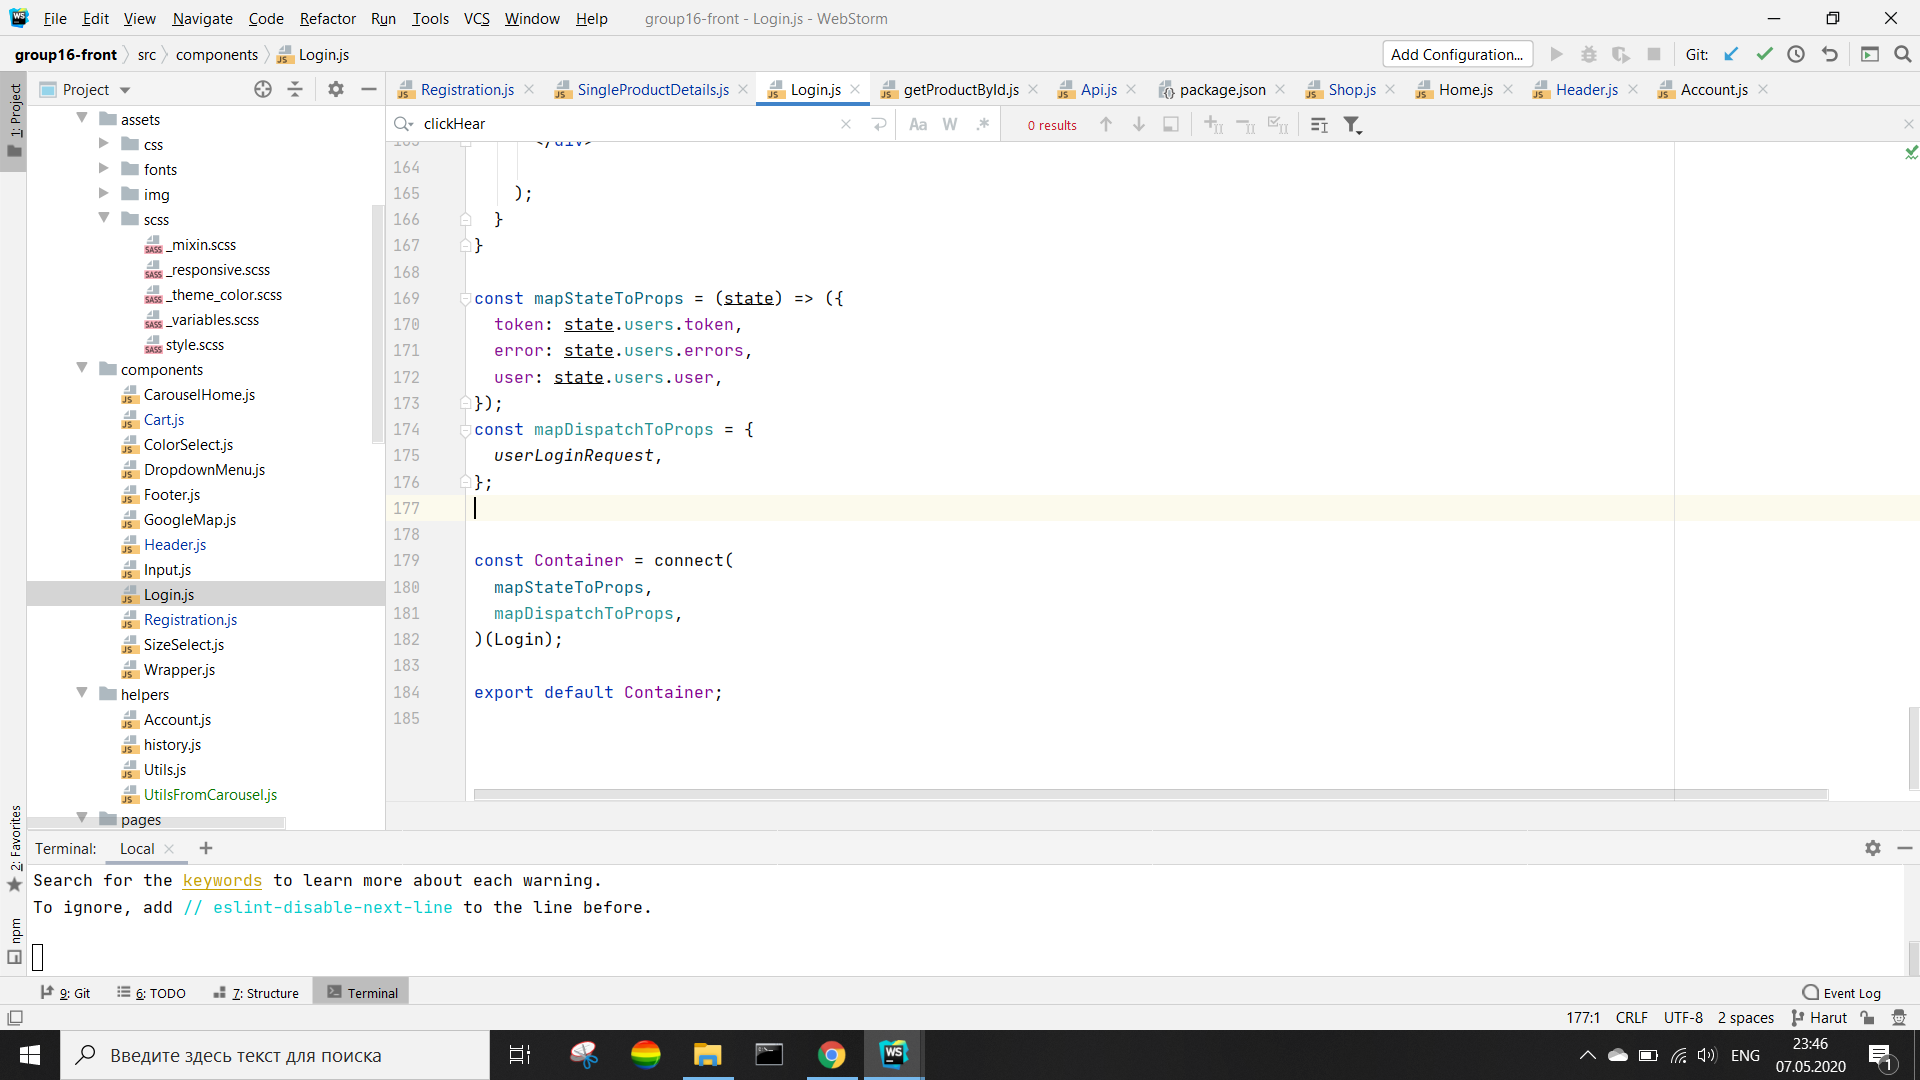 File Edit View Navigate Code Refactor Run Tools VCS Window Help group16-front - Login.js - WebStorm
group16-front src components Login.js Add Configuration... Git:
1: Project
Project
Registration.js SingleProductDetails.js Login.js getProductById.js Api.js package.json Shop.js Home.js Header.js Account.js
clickHear Aa W .* 0 results
assets
css
fonts
img
scss
_mixin.scss
_responsive.scss
_theme_color.scss
_variables.scss
style.scss
components
CarouselHome.js
Cart.js
ColorSelect.js
DropdownMenu.js
Footer.js
GoogleMap.js
Header.js
Input.js
Login.js
Registration.js
SizeSelect.js
Wrapper.js
helpers
Account.js
history.js
Utils.js
UtilsFromCarousel.js
pages
163 </div>
164
165 );
166 }
167 }
168
169 const mapStateToProps = (state) => ({
170 token: state.users.token,
171 error: state.users.errors,
172 user: state.users.user,
173 });
174 const mapDispatchToProps = {
175 userLoginRequest,
176 };
177
178
179 const Container = connect(
180 mapStateToProps,
181 mapDispatchToProps,
182 )(Login);
183
184 export default Container;
185
2: Favorites
npm
Terminal: Local
Search for the keywords to learn more about each warning.
To ignore, add // eslint-disable-next-line to the line before.
9: Git 6: TODO 7: Structure Terminal Event Log
177:1 CRLF UTF-8 2 spaces Harut
Введите здесь текст для поиска ENG 23:46
07.05.2020 1